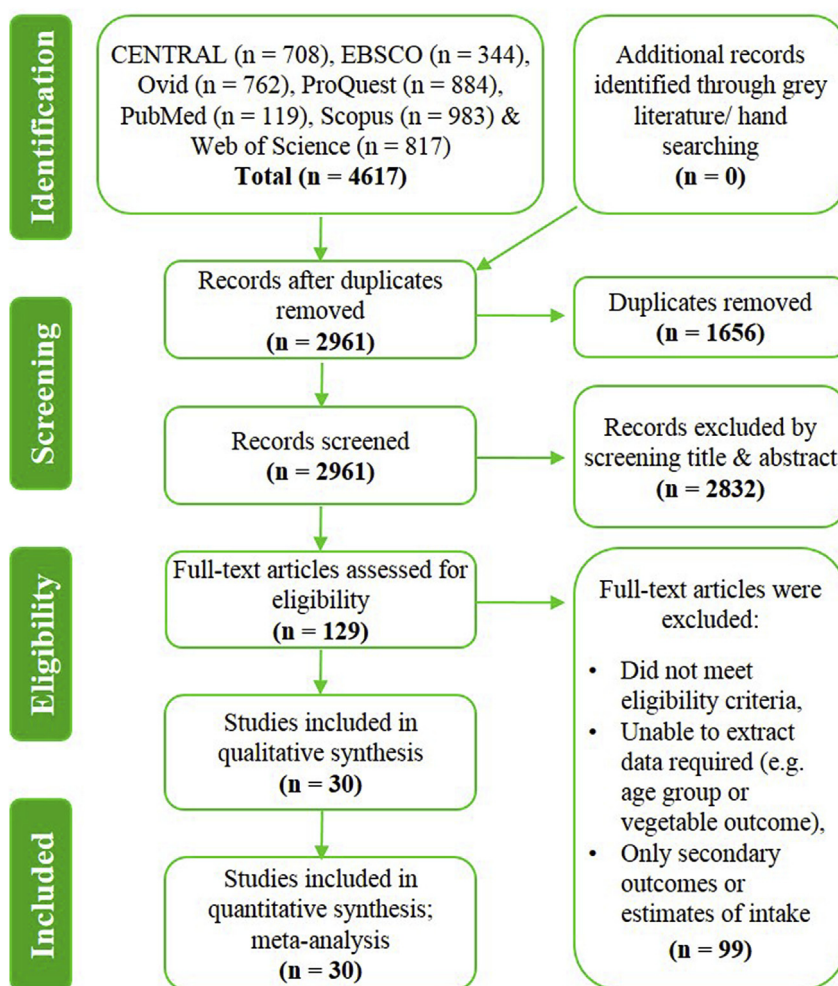 Identification
CENTRAL (n = 708), EBSCO (n = 344),
Ovid (n = 762), ProQuest (n = 884),
PubMed (n = 119), Scopus (n = 983) &
Web of Science (n = 817)
Total (n = 4617)
Additional records
identified through grey
literature/ hand
searching
(n = 0)
Screening
Records after duplicates
removed
(n = 2961)
Duplicates removed
(n = 1656)
Records screened
(n = 2961)
Records excluded by
screening title & abstract
(n = 2832)
Eligibility
Full-text articles assessed for
eligibility
(n = 129)
Full-text articles were
excluded:
• Did not meet
eligibility criteria,
• Unable to extract
data required (e.g.
age group or
vegetable outcome),
• Only secondary
outcomes or
estimates of intake
(n = 99)
Studies included in
qualitative synthesis
(n = 30)
Included
Studies included in
quantitative synthesis;
meta-analysis
(n = 30)